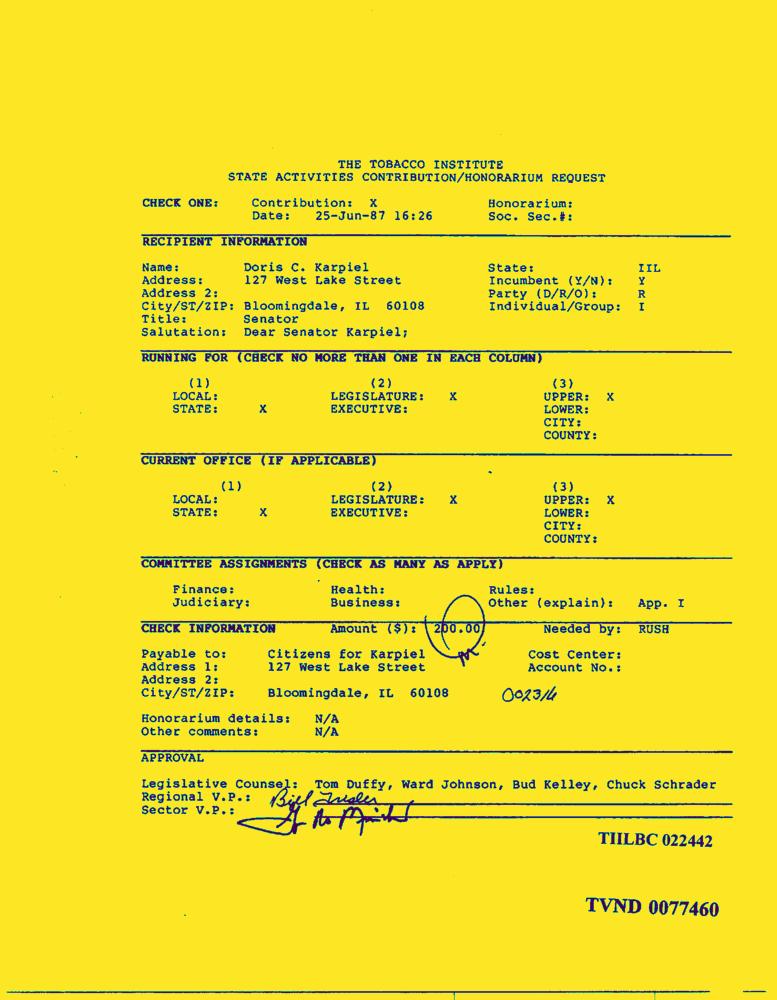 THE TOBACCO INSTITUTE
STATE ACTIVITIES CONTRIBUTION/HONORARIUM REQUEST
CHECK ONE: Contribution: X Honorarium:
Date: 25-Jun-87 16:26 Soc. Sec.#:
RECIPIENT INFORMATION
Name: Doris C. Karpiel State: IIL
Address: 127 West Lake Street Incumbent (Y/N): Y
Address 2: Party (D/R/O): R
City/ST/ZIP: Bloomingdale, IL 60108 Individual/Group: I
Title: Senator
Salutation: Dear Senator Karpiel;
RUNNING FOR (CHECK NO MORE THAN ONE IN EACH COLUMN)
(1) (2) (3)
LOCAL: LEGISLATURE: X UPPER: X
STATE: X EXECUTIVE: LOWER:
CITY:
COUNTY:
CURRENT OFFICE (IF APPLICABLE)
(1) (2) (3)
LOCAL: LEGISLATURE: X UPPER: X
STATE: X EXECUTIVE: LOWER:
CITY:
COUNTY:
COMMITTEE ASSIGNMENTS (CHECK AS MANY AS APPLY)
Finance: Health: Rules:
Judiciary: Business: Other (explain): App. I
CHECK INFORMATION Amount ($): 200.00 Needed by: RUSH
Payable to: Citizens for Karpiel Cost Center:
Address 1: 127 West Lake Street Account No.:
Address 2:
City/ST/ZIP: Bloomingdale, IL 60108
Honorarium details: N/A
Other comments: N/A
APPROVAL
Legislative Counsel: Tom Duffy, Ward Johnson, Bud Kelley, Chuck Schrader
Regional V.P.: Bill
Sector V.P.:
TIILBC 022442
TVND 0077460